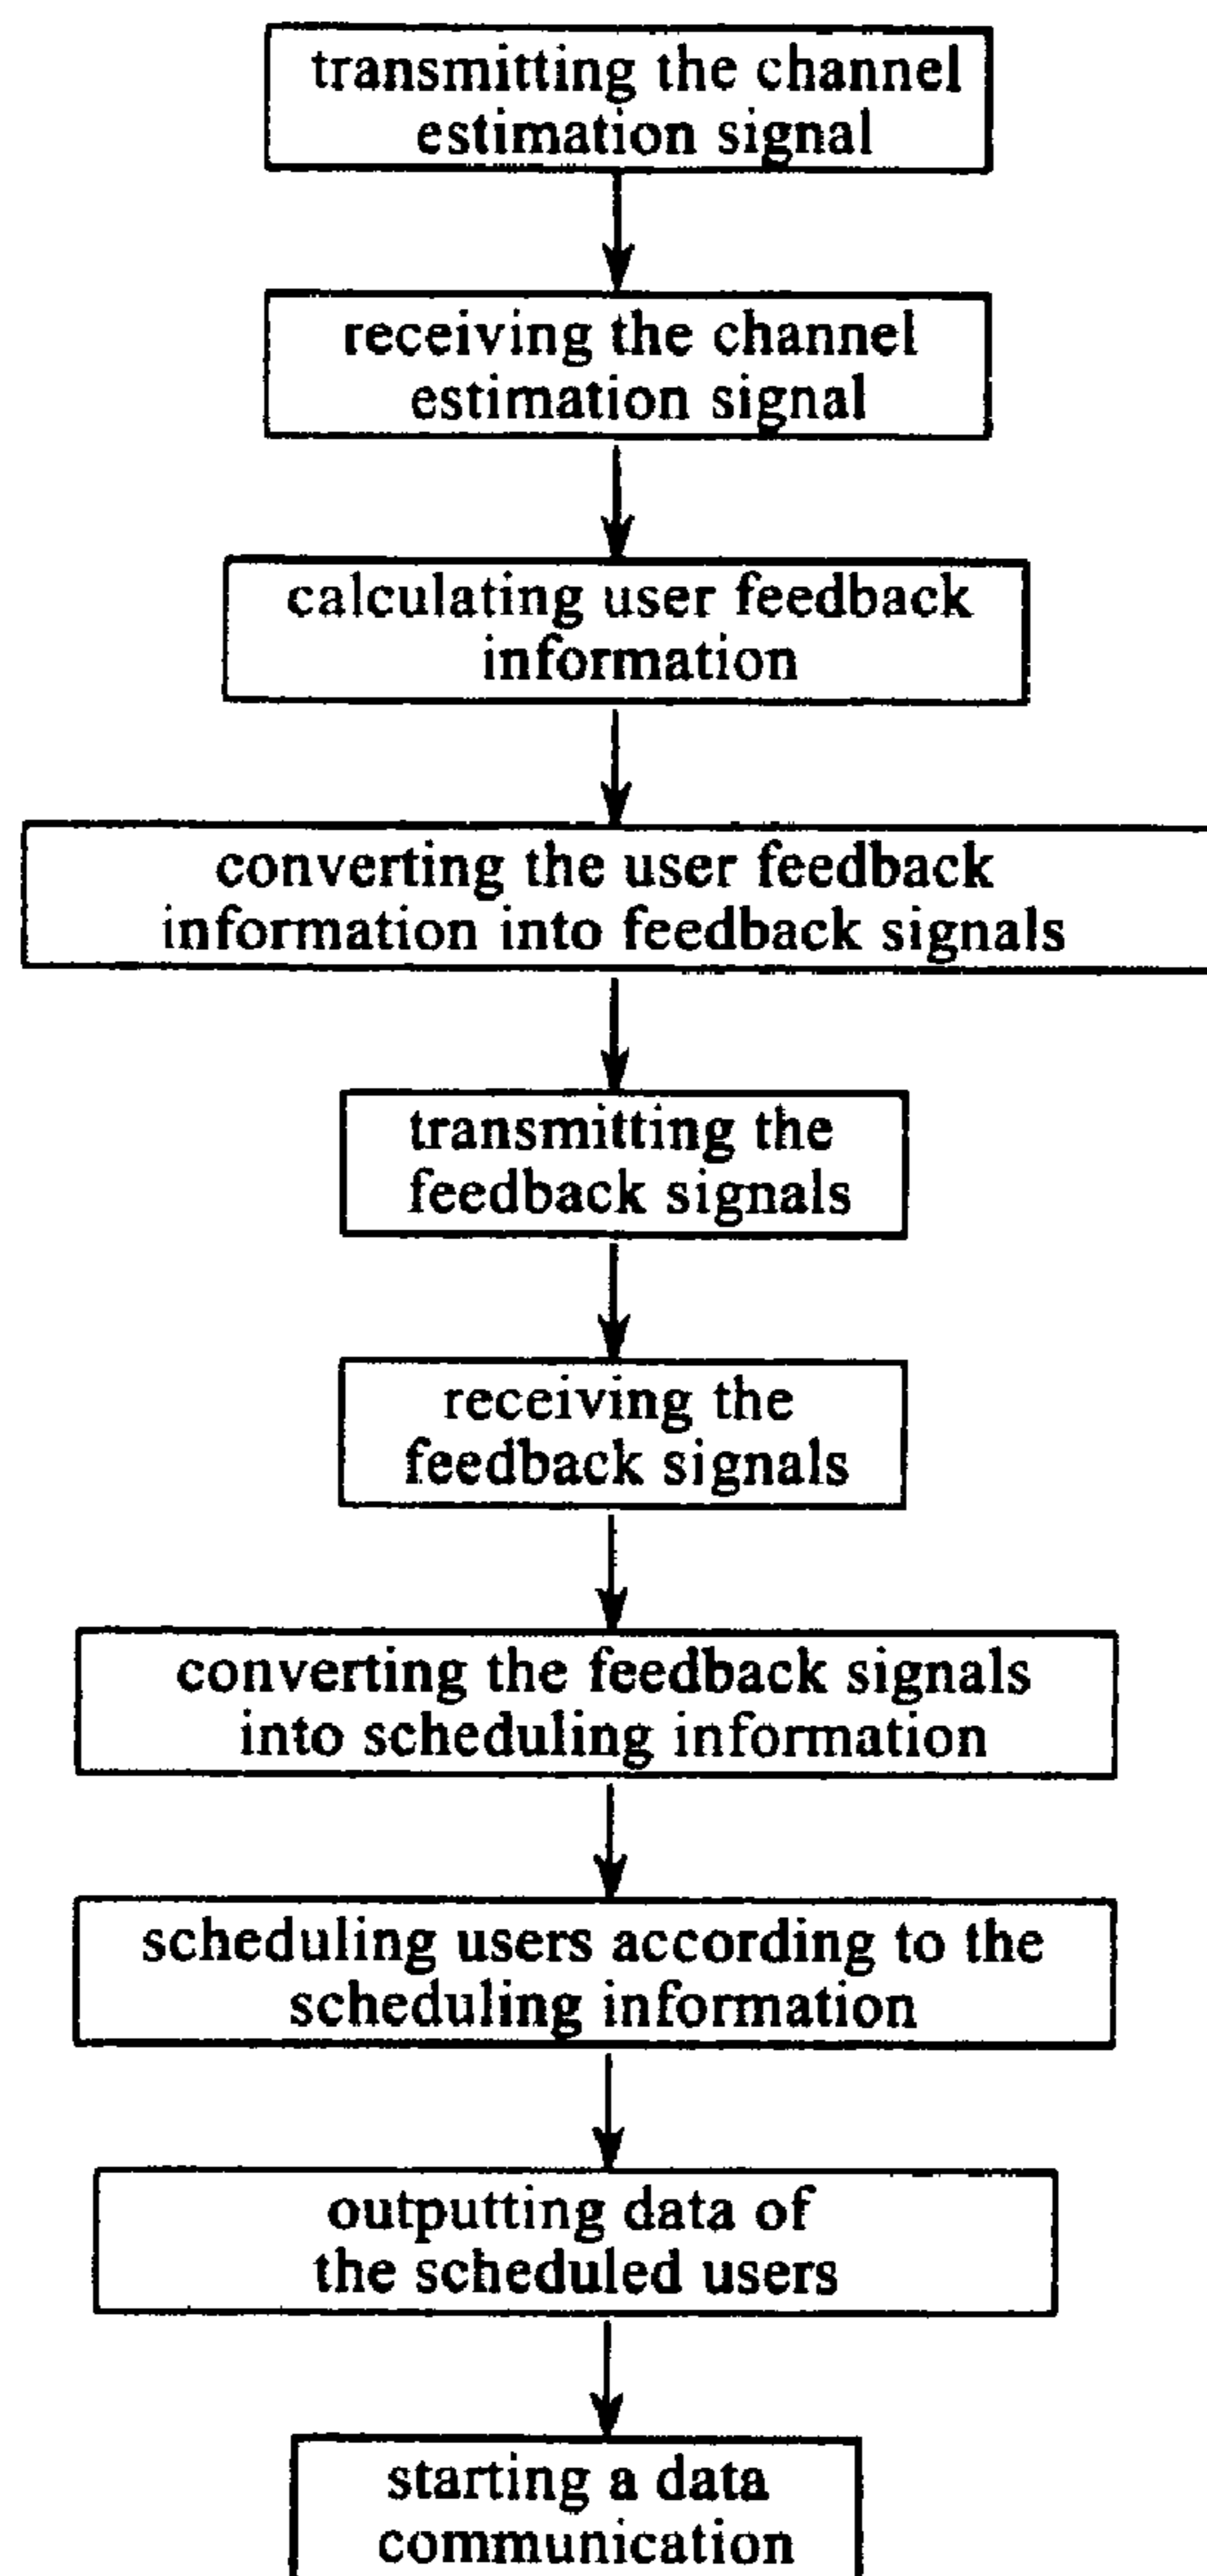 transmitting the channel
estimation signal
receiving the channel
estimation signal
calculating user feedback
information
converting the user feedback
information into feedback signals
transmitting the
feedback signals
receiving the
feedback signals
converting the feedback signals
into scheduling information
scheduling users according to the
scheduling information
outputting data of
the scheduled users
starting a data
communication